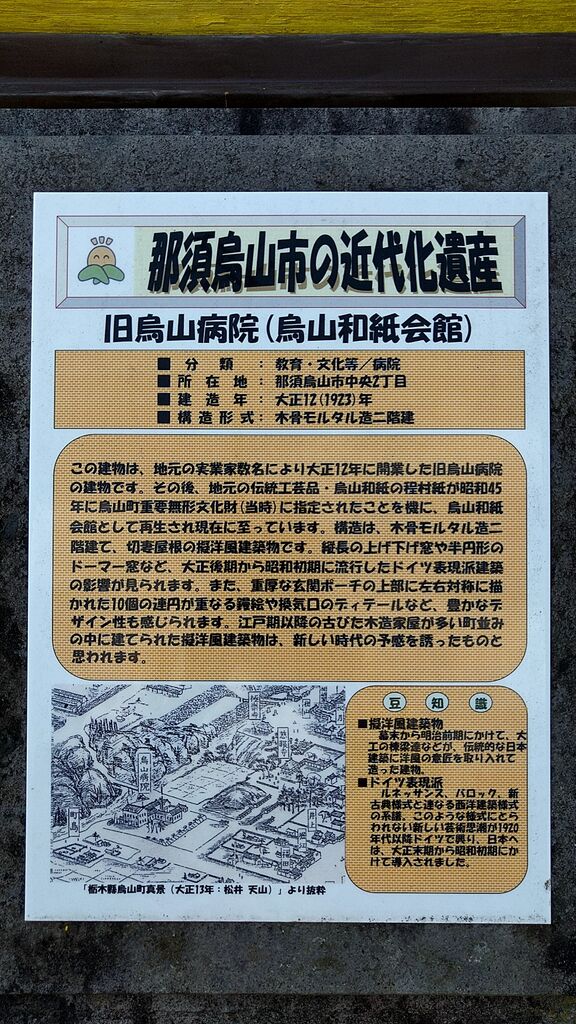 那須烏山市の近代化遺産
旧烏山病院(烏山和紙会館)
■ 分類 : 教育・文化等／病院
■ 所在地 : 那須烏山市中央2丁目
■ 建造年 : 大正12(1923)年
■ 構造形式 : 木骨モルタル造二階建
この建物は、地元の実業家数名により大正12年に開業した旧烏山病院
の建物です。その後、地元の伝統工芸品・烏山和紙の程村紙が昭和45
年に烏山町重要無形文化財(当時)に指定されたことを機に、烏山和紙
会館として再生され現在に至っています。構造は、木骨モルタル造二
階建て、切妻屋根の擬洋風建築物です。縦長の上げ下げ窓や半円形の
ドーマー窓など、大正後期から昭和初期に流行したドイツ表現派建築
の影響が見られます。また、重厚な玄関ポーチの上部に左右対称に描
かれた10個の連円が重なる鏝絵や換気口のディテールなど、豊かなデ
ザイン性も感じられます。江戸期以降の古びた木造家屋が多い町並み
の中に建てられた擬洋風建築物は、新しい時代の予感を誘ったものと
思われます。
烏山病院
豆知識
■擬洋風建築物
幕末から明治前期にかけて、大
工の棟梁達などが、伝統的な日本
建築に洋風の意匠を取り入れて
造った建物。
■ドイツ表現派
ルネッサンス、バロック、新
古典様式と連なる西洋建築様式
の系譜、このような様式にとら
われない新しい芸術思潮が1920
年代以降ドイツで興り、日本へ
は、大正末期から昭和初期にか
けて導入されました。
「栃木縣烏山町真景(大正13年：松井 天山)」より抜粋